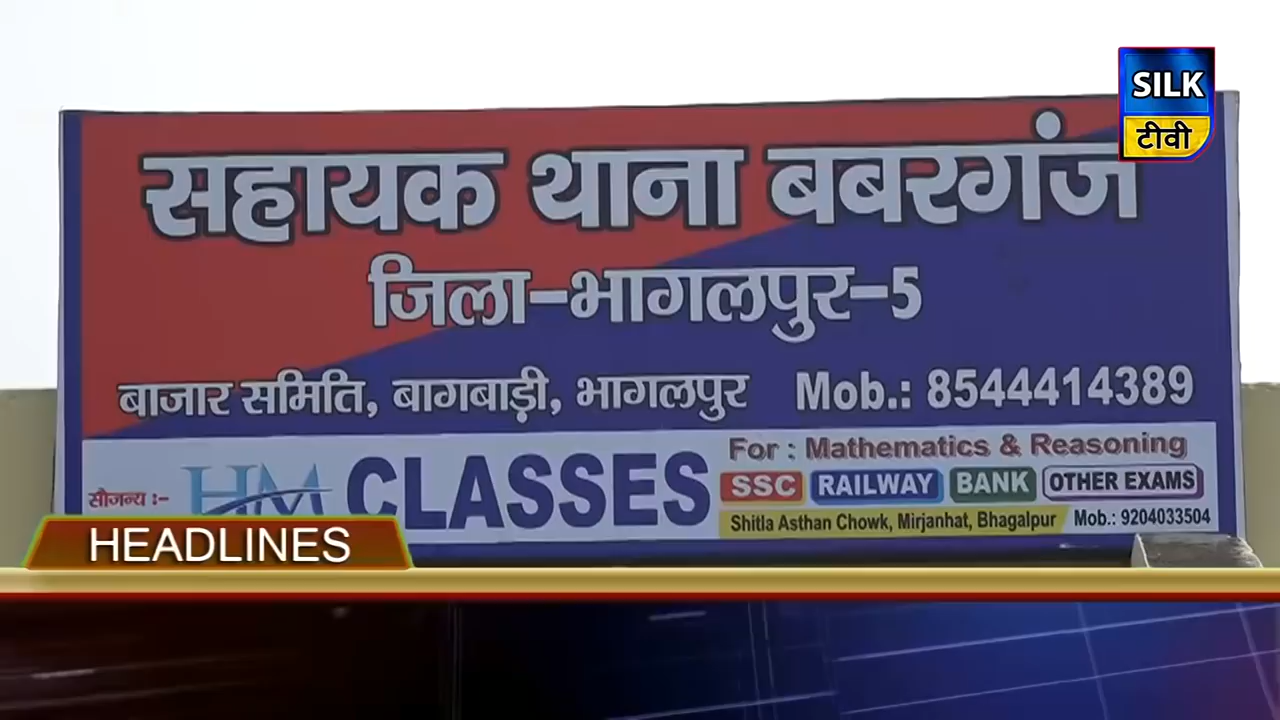 SILK
टीवी
सहायक थाना बबरगंज
जिला-भागलपुर-5
बाजार समिति, बागबाड़ी, भागलपुर Mob.: 8544414389
सौजन्य :- HM CLASSES
For : Mathematics & Reasoning
SSC RAILWAY BANK OTHER EXAMS
Shitla Asthan Chowk, Mirjanhat, Bhagalpur Mob.: 9204033504
HEADLINES